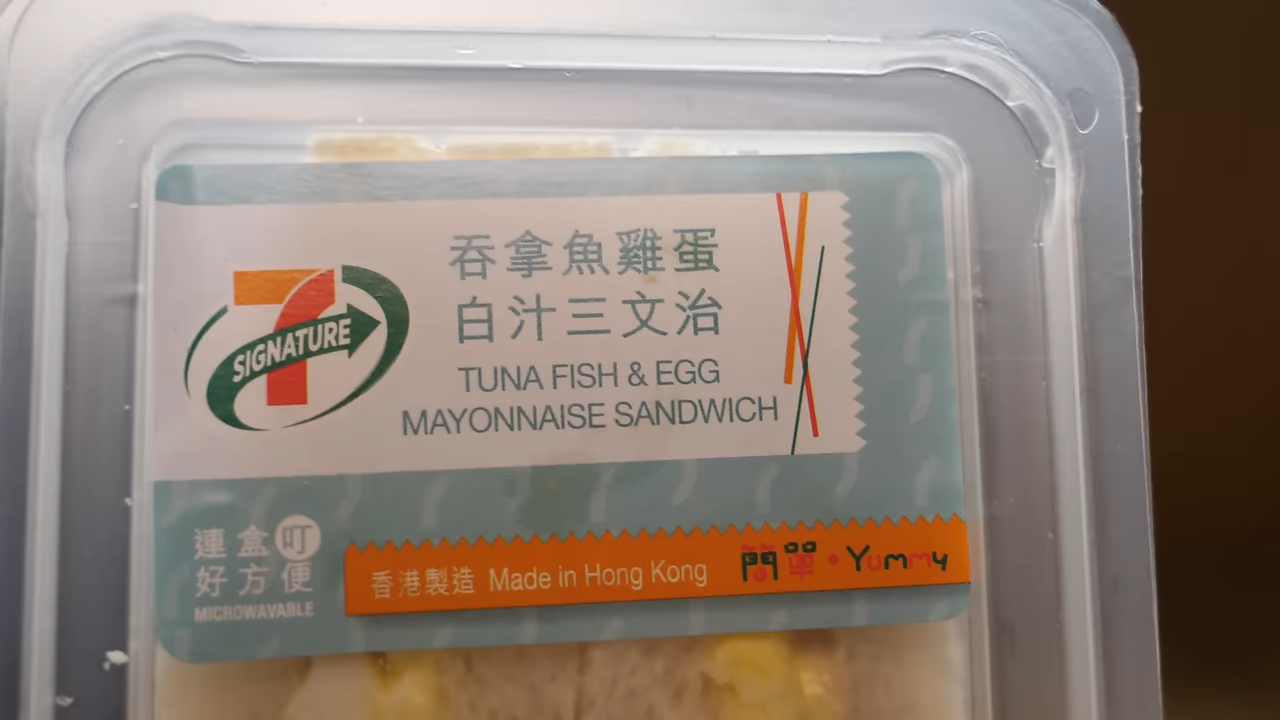 7
SIGNATURE
吞拿魚雞蛋
白汁三文治
TUNA FISH & EGG
MAYONNAISE SANDWICH
連盒叮
好方便
MICROWAVABLE
香港製造 Made in Hong Kong
簡單・Yummy